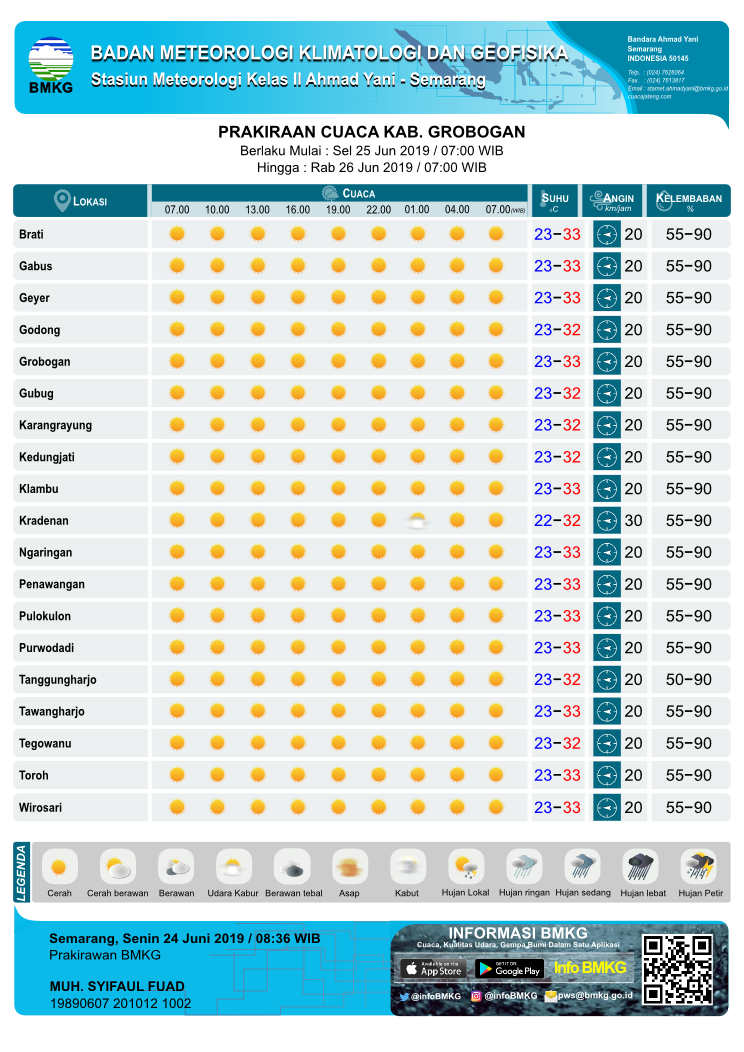 BMKG
BADAN METEOROLOGI KLIMATOLOGI DAN GEOFISIKA
Stasiun Meteorologi Kelas II Ahmad Yani - Semarang
Bandara Ahmad Yani
Semarang
INDONESIA 50145
Telp. : (024) 7626064
Fax. : (024) 7613817
Email : stamet.ahmadyani@bmkg.go.id
cuacajateng.com
PRAKIRAAN CUACA KAB. GROBOGAN
Berlaku Mulai : Sel 25 Jun 2019 / 07:00 WIB
Hingga : Rab 26 Jun 2019 / 07:00 WIB
LOKASI CUACA SUHU °C ANGIN km/jam KELEMBABAN %
07.00 10.00 13.00 16.00 19.00 22.00 01.00 04.00 07.00 (WIB)
Brati 23-33 20 55-90
Gabus 23-33 20 55-90
Geyer 23-33 20 55-90
Godong 23-32 20 55-90
Grobogan 23-33 20 55-90
Gubug 23-32 20 55-90
Karangrayung 23-32 20 55-90
Kedungjati 23-32 20 55-90
Klambu 23-33 20 55-90
Kradenan 22-32 30 55-90
Ngaringan 23-33 20 55-90
Penawangan 23-33 20 55-90
Pulokulon 23-33 20 55-90
Purwodadi 23-33 20 55-90
Tanggungharjo 23-32 20 50-90
Tawangharjo 23-33 20 55-90
Tegowanu 23-32 20 55-90
Toroh 23-33 20 55-90
Wirosari 23-33 20 55-90
LEGENDA
Cerah Cerah berawan Berawan Udara Kabur Berawan tebal Asap Kabut Hujan Lokal Hujan ringan Hujan sedang Hujan lebat Hujan Petir
Semarang, Senin 24 Juni 2019 / 08:36 WIB
Prakirawan BMKG
MUH. SYIFAUL FUAD
19890607 201012 1002
INFORMASI BMKG
Cuaca, Kualitas Udara, Gempa Bumi Dalam Satu Aplikasi
Available on the App Store
GET IT ON Google Play
Info BMKG
@infoBMKG @infoBMKG pws@bmkg.go.id